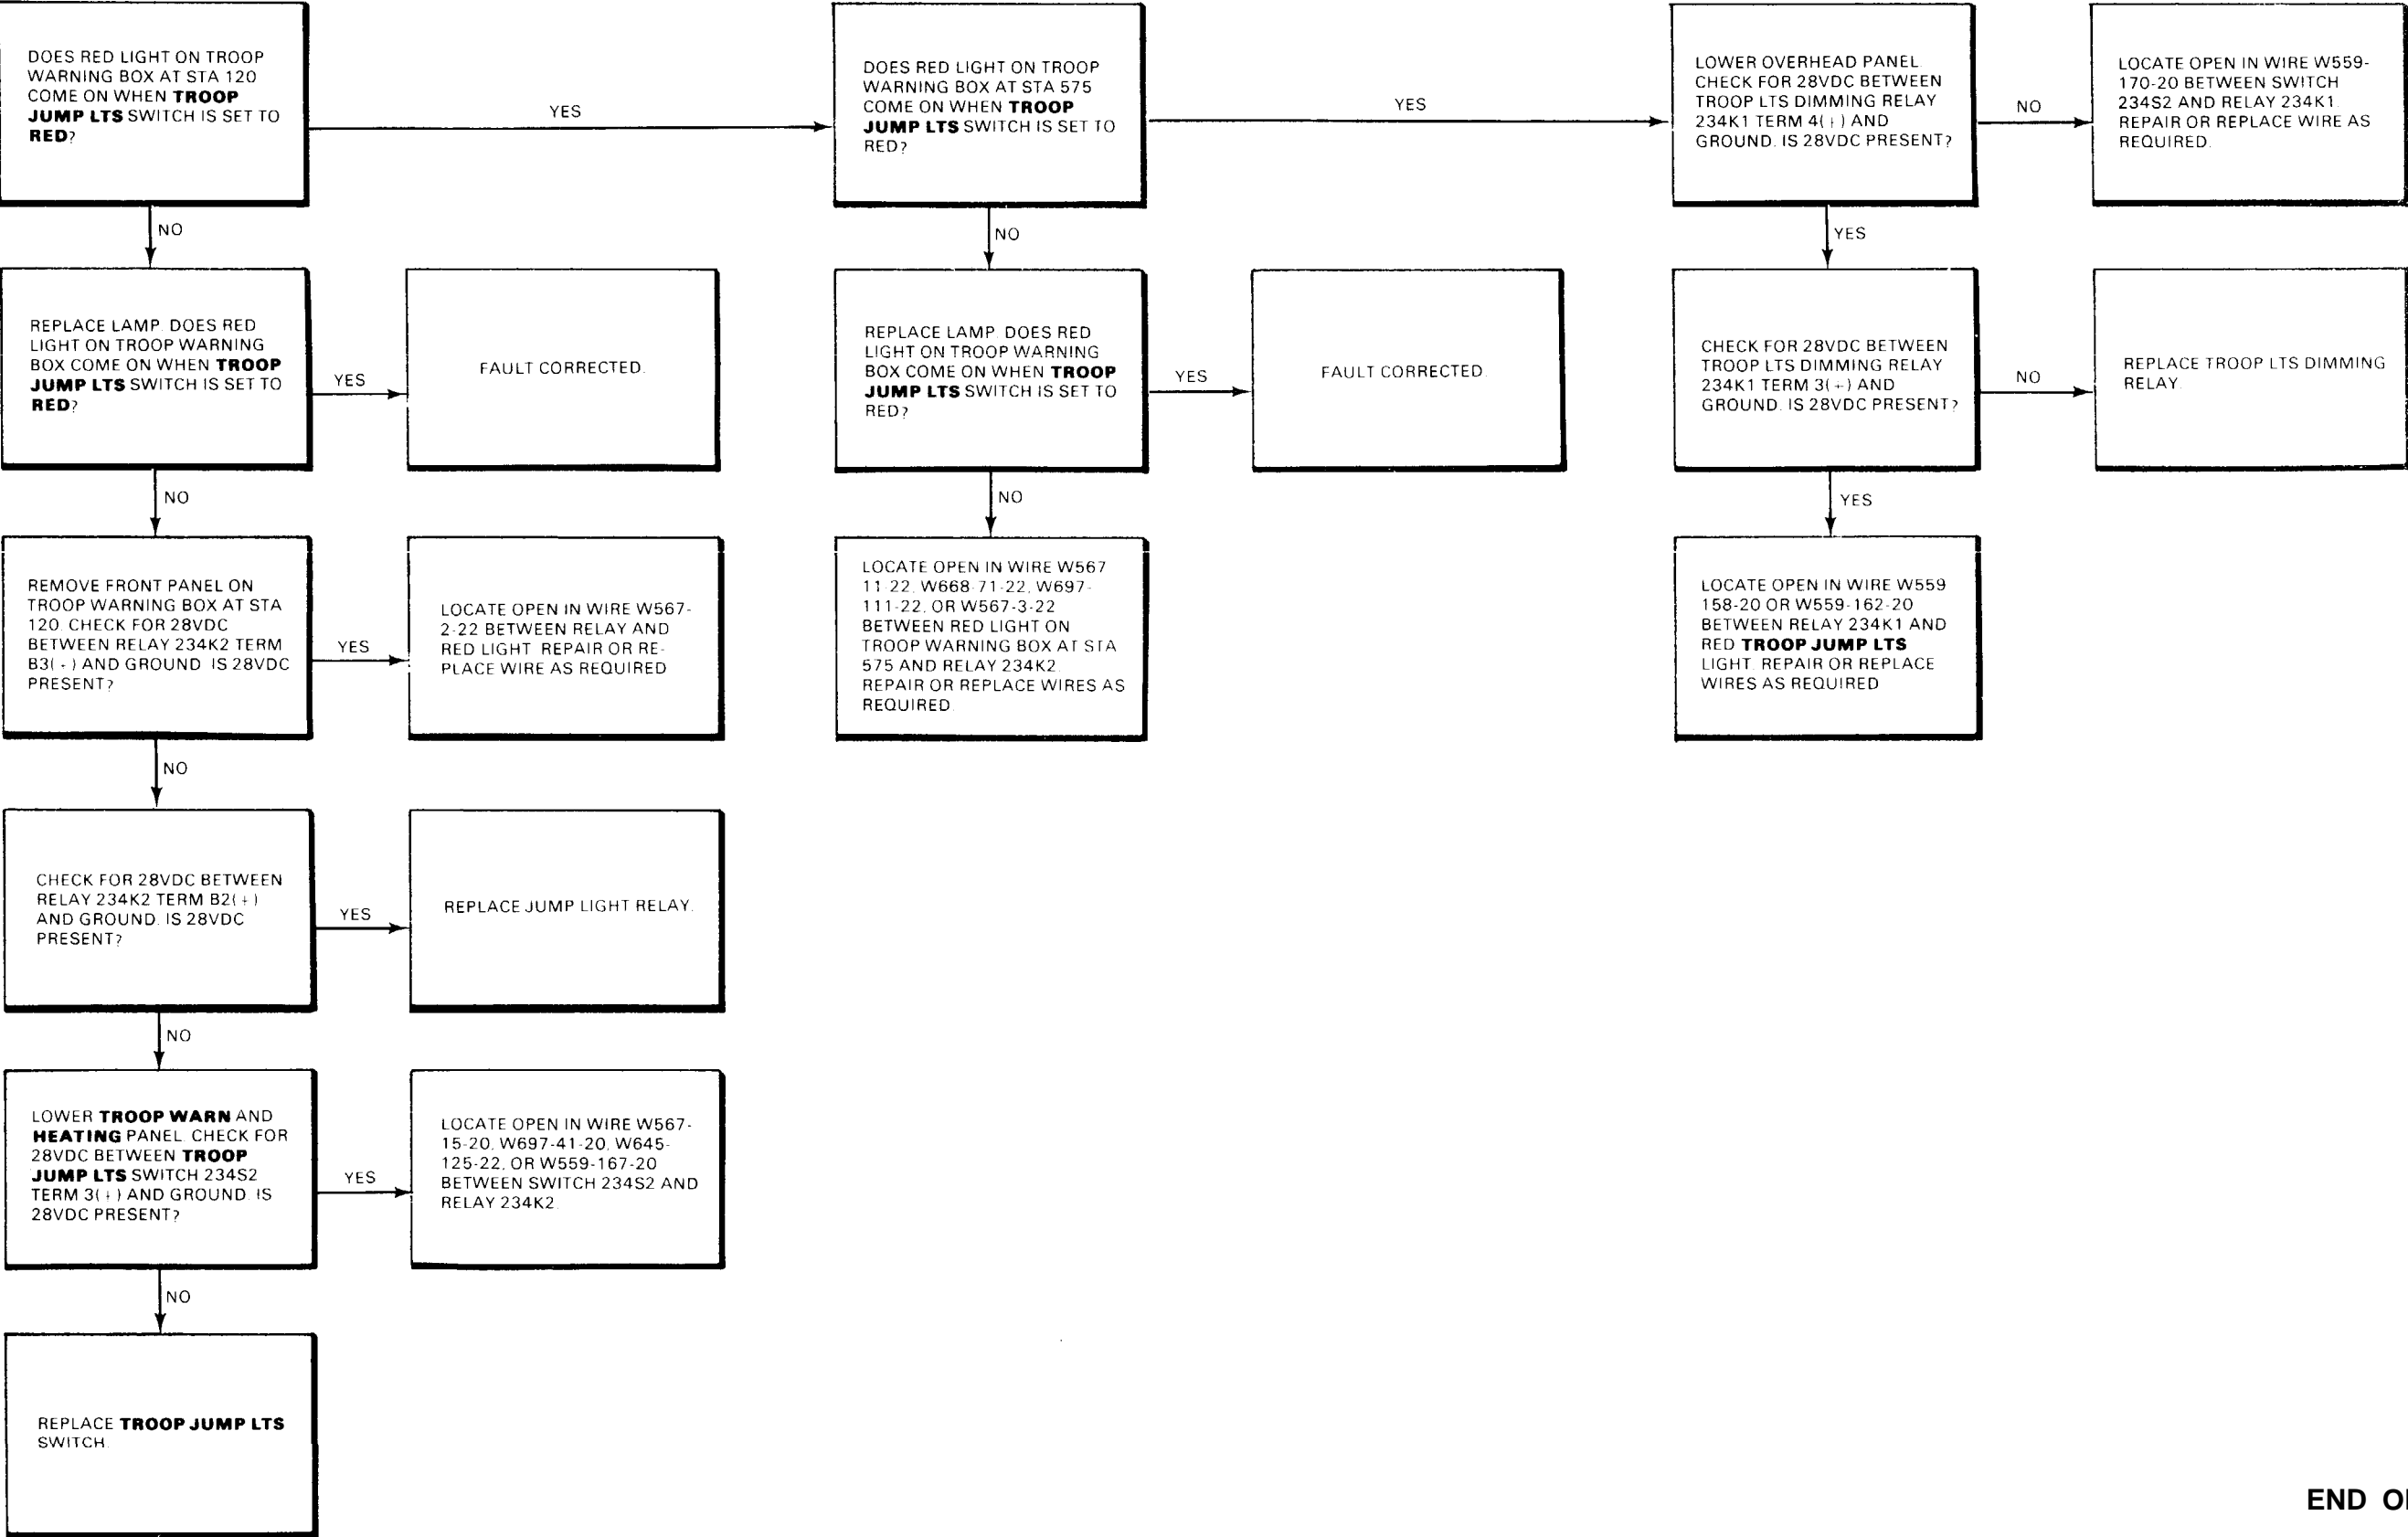 DOES RED LIGHT ON TROOP
WARNING BOX AT STA 120
COME ON WHEN TROOP
JUMP LTS SWITCH IS SET TO
RED?
YES
DOES RED LIGHT ON TROOP
WARNING BOX AT STA 575
COME ON WHEN TROOP
JUMP LTS SWITCH IS SET TO
RED?
YES
LOWER OVERHEAD PANEL.
CHECK FOR 28VDC BETWEEN
TROOP LTS DIMMING RELAY
234K1 TERM 4(+) AND
GROUND. IS 28VDC PRESENT?
NO
LOCATE OPEN IN WIRE W559-
170-20 BETWEEN SWITCH
234S2 AND RELAY 234K1.
REPAIR OR REPLACE WIRE AS
REQUIRED.
NO
NO
YES
REPLACE LAMP. DOES RED
LIGHT ON TROOP WARNING
BOX COME ON WHEN TROOP
JUMP LTS SWITCH IS SET TO
RED?
YES
FAULT CORRECTED.
REPLACE LAMP. DOES RED
LIGHT ON TROOP WARNING
BOX COME ON WHEN TROOP
JUMP LTS SWITCH IS SET TO
RED?
YES
FAULT CORRECTED.
CHECK FOR 28VDC BETWEEN
TROOP LTS DIMMING RELAY
234K1 TERM 3(+) AND
GROUND. IS 28VDC PRESENT?
NO
REPLACE TROOP LTS DIMMING
RELAY.
NO
NO
YES
REMOVE FRONT PANEL ON
TROOP WARNING BOX AT STA
120. CHECK FOR 28VDC
BETWEEN RELAY 234K2 TERM
B3(+) AND GROUND. IS 28VDC
PRESENT?
YES
LOCATE OPEN IN WIRE W567-
2-22 BETWEEN RELAY AND
RED LIGHT. REPAIR OR RE-
PLACE WIRE AS REQUIRED
LOCATE OPEN IN WIRE W567
11-22, W668-71-22, W697-
111-22, OR W567-3-22
BETWEEN RED LIGHT ON
TROOP WARNING BOX AT STA
575 AND RELAY 234K2.
REPAIR OR REPLACE WIRES AS
REQUIRED.
LOCATE OPEN IN WIRE W559
158-20 OR W559-162-20
BETWEEN RELAY 234K1 AND
RED TROOP JUMP LTS
LIGHT. REPAIR OR REPLACE
WIRES AS REQUIRED
NO
CHECK FOR 28VDC BETWEEN
RELAY 234K2 TERM B2(+)
AND GROUND. IS 28VDC
PRESENT?
YES
REPLACE JUMP LIGHT RELAY.
NO
LOWER TROOP WARN AND
HEATING PANEL. CHECK FOR
28VDC BETWEEN TROOP
JUMP LTS SWITCH 234S2
TERM 3(+) AND GROUND. IS
28VDC PRESENT?
YES
LOCATE OPEN IN WIRE W567-
15-20, W697-41-20, W645-
125-22, OR W559-167-20
BETWEEN SWITCH 234S2 AND
RELAY 234K2.
NO
REPLACE TROOP JUMP LTS
SWITCH.
END